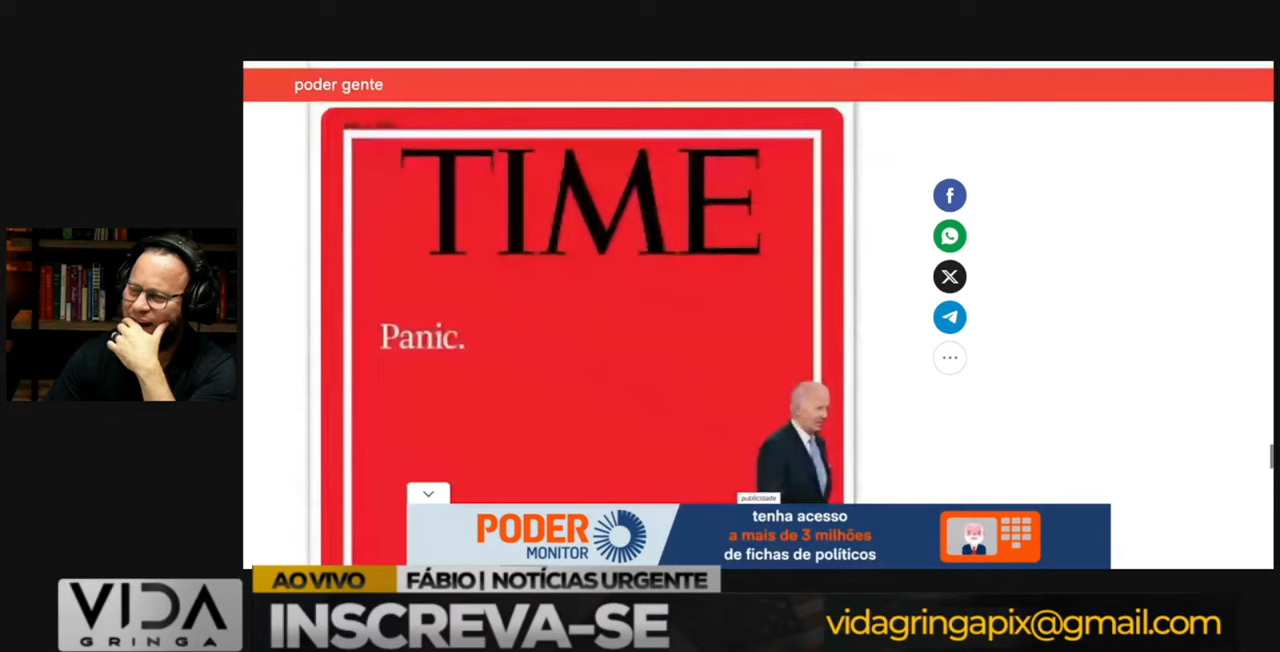 poder gente
TIME
Panic.
publicidade
PODER
MONITOR
tenha acesso
a mais de 3 milhões
de fichas de políticos
AO VIVO
FÁBIO | NOTÍCIAS URGENTE
VIDA
GRINGA
INSCREVA-SE
vidagringapix@gmail.com